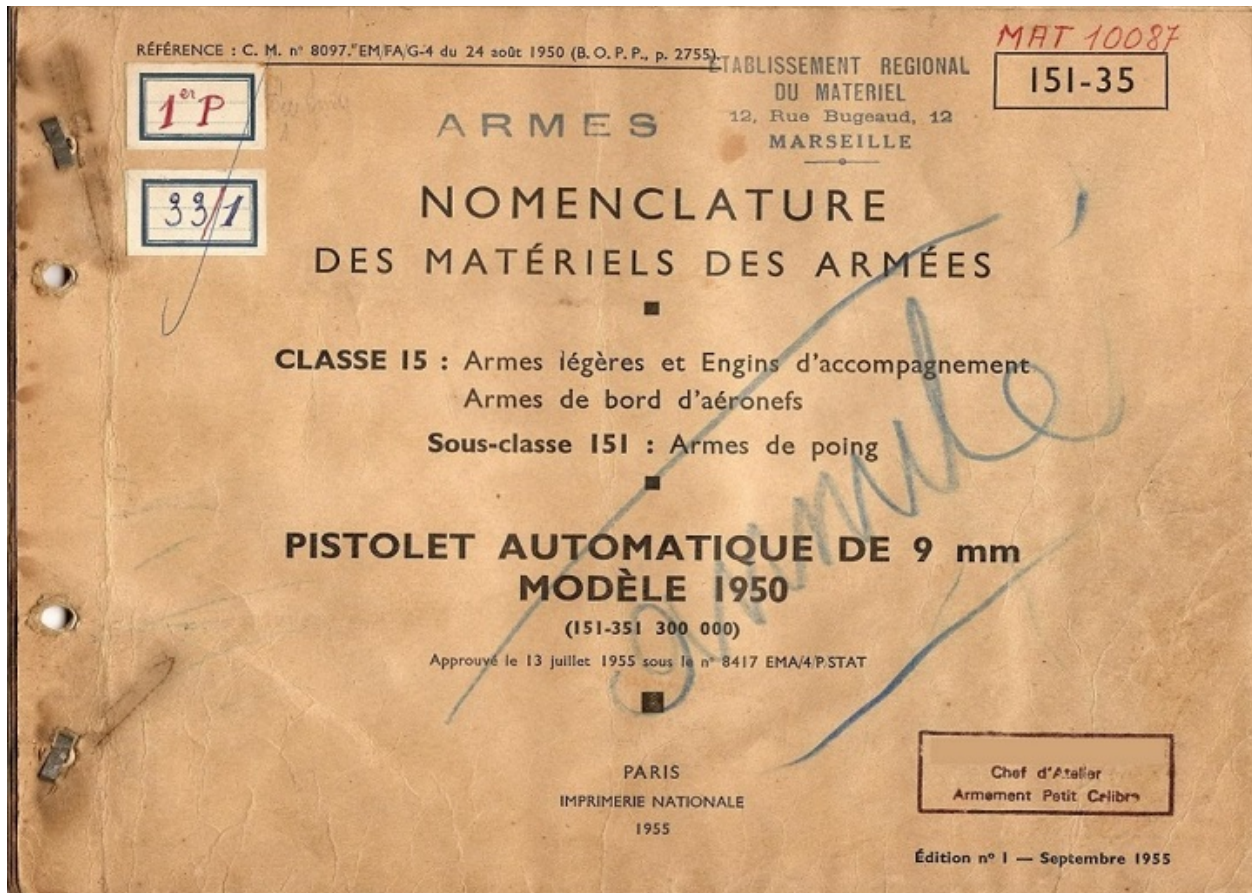 RÉFÉRENCE : C. M. n° 8097. EM/FA/G-4 du 24 août 1950 (B. O. P. P., p. 2755).
MAT 10087
151-35
ETABLISSEMENT REGIONAL
DU MATERIEL
12, Rue Bugeaud, 12
MARSEILLE
1er P
ARMES
33/1
NOMENCLATURE
DES MATÉRIELS DES ARMÉES
CLASSE 15 : Armes légères et Engins d'accompagnement
Armes de bord d'aéronefs
Sous-classe 151 : Armes de poing
annulé
PISTOLET AUTOMATIQUE DE 9 mm
MODÈLE 1950
(151-351 300 000)
Approuvé le 13 juillet 1955 sous le n° 8417 EMA/4/P.STAT
PARIS
IMPRIMERIE NATIONALE
1955
Chef d'Atelier
Armement Petit Calibre
Édition n° 1 — Septembre 1955